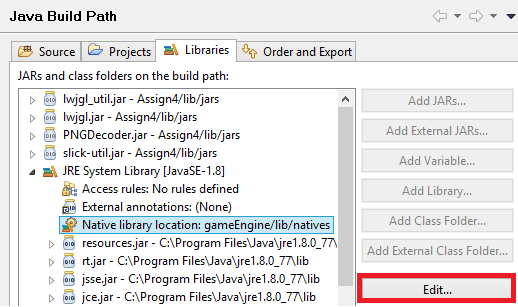 Java Build Path
Source Projects Libraries Order and Export
JARs and class folders on the build path:
lwjgl_util.jar - Assign4/lib/jars
lwjgl.jar - Assign4/lib/jars
PNGDecoder.jar - Assign4/lib/jars
slick-util.jar - Assign4/lib/jars
JRE System Library [JavaSE-1.8]
Access rules: No rules defined
External annotations: (None)
Native library location: gameEngine/lib/natives
resources.jar - C:\Program Files\Java\jre1.8.0_77\
rt.jar - C:\Program Files\Java\jre1.8.0_77\lib
jsse.jar - C:\Program Files\Java\jre1.8.0_77\lib
jce.jar - C:\Program Files\Java\jre1.8.0_77\lib
Add JARs...
Add External JARs...
Add Variable...
Add Library...
Add Class Folder...
Add External Class Folder...
Edit...